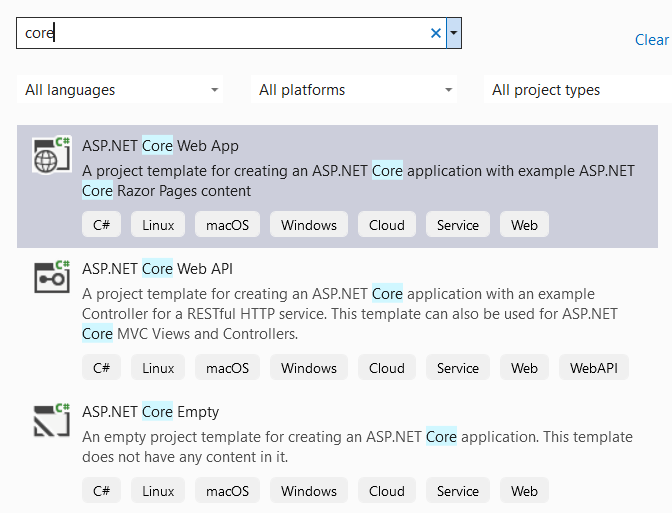 core
Clear
All languages All platforms All project types
C#
ASP.NET Core Web App
A project template for creating an ASP.NET Core application with example ASP.NET
Core Razor Pages content
C# Linux macOS Windows Cloud Service Web
C#
ASP.NET Core Web API
A project template for creating an ASP.NET Core application with an example
Controller for a RESTful HTTP service. This template can also be used for ASP.NET
Core MVC Views and Controllers.
C# Linux macOS Windows Cloud Service Web WebAPI
C#
ASP.NET Core Empty
An empty project template for creating an ASP.NET Core application. This template
does not have any content in it.
C# Linux macOS Windows Cloud Service Web